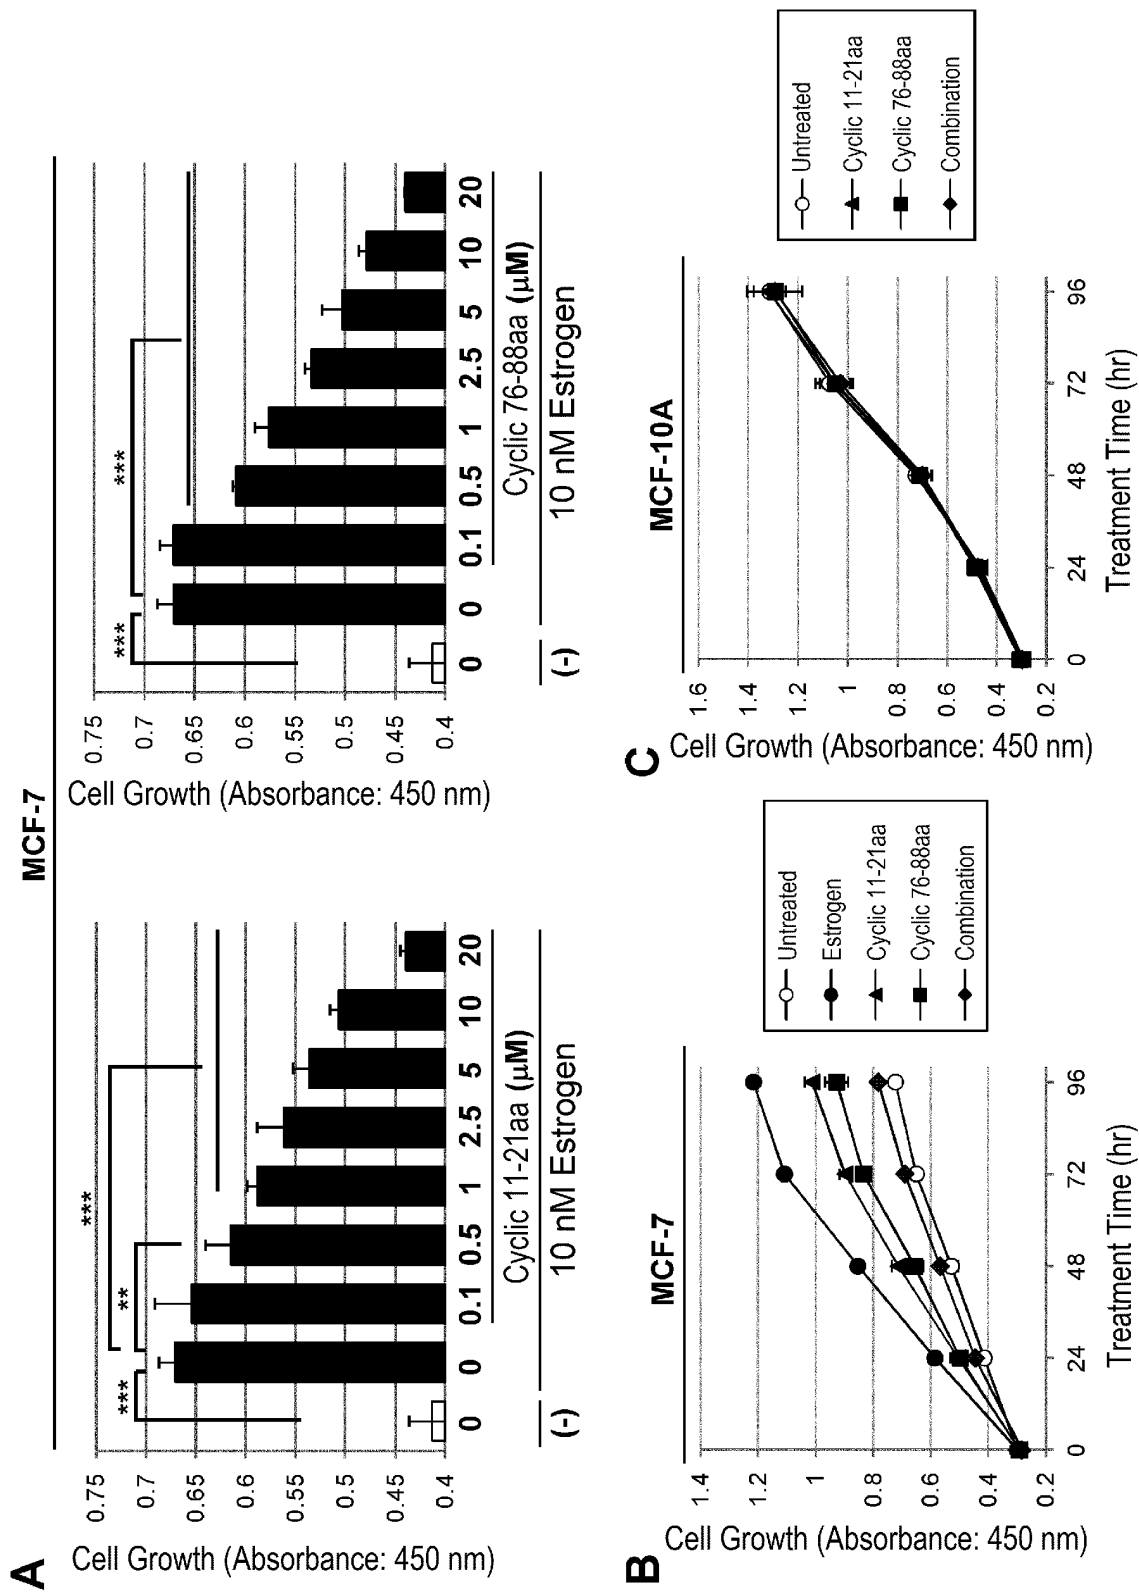 A
MCF-7
Cell Growth (Absorbance: 450 nm)
0.75
0.7
0.65
0.6
0.55
0.5
0.45
0.4
***
**
***
0 0 0.1 0.5 1 2.5 5 10 20
Cyclic 11-21aa (µM)
(-) 10 nM Estrogen
Cell Growth (Absorbance: 450 nm)
0.75
0.7
0.65
0.6
0.55
0.5
0.45
0.4
***
***
0 0 0.1 0.5 1 2.5 5 10 20
Cyclic 76-88aa (µM)
(-) 10 nM Estrogen
B
MCF-7
Cell Growth (Absorbance: 450 nm)
1.4
1.2
1
0.8
0.6
0.4
0.2
0 24 48 72 96
Treatment Time (hr)
Untreated
Estrogen
Cyclic 11-21aa
Cyclic 76-88aa
Combination
C
MCF-10A
Cell Growth (Absorbance: 450 nm)
1.6
1.4
1.2
1
0.8
0.6
0.4
0.2
0 24 48 72 96
Treatment Time (hr)
Untreated
Cyclic 11-21aa
Cyclic 76-88aa
Combination